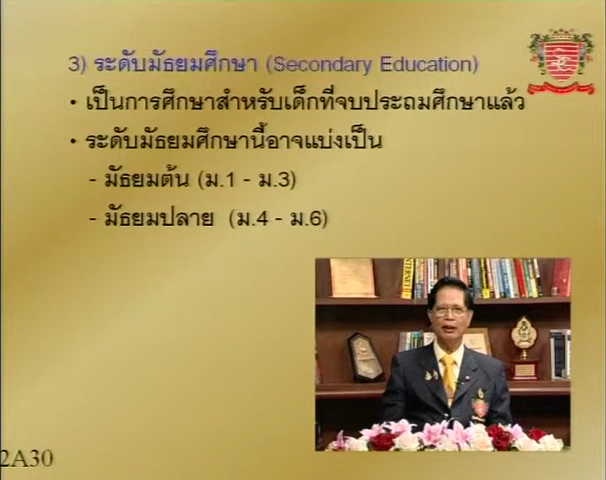 3) ระดับมัธยมศึกษา (Secondary Education)
• เป็นการศึกษาสำหรับเด็กที่จบประถมศึกษาแล้ว
• ระดับมัธยมศึกษานี้อาจแบ่งเป็น
- มัธยมต้น (ม.1 - ม.3)
- มัธยมปลาย (ม.4 - ม.6)
INTERNET
2A30